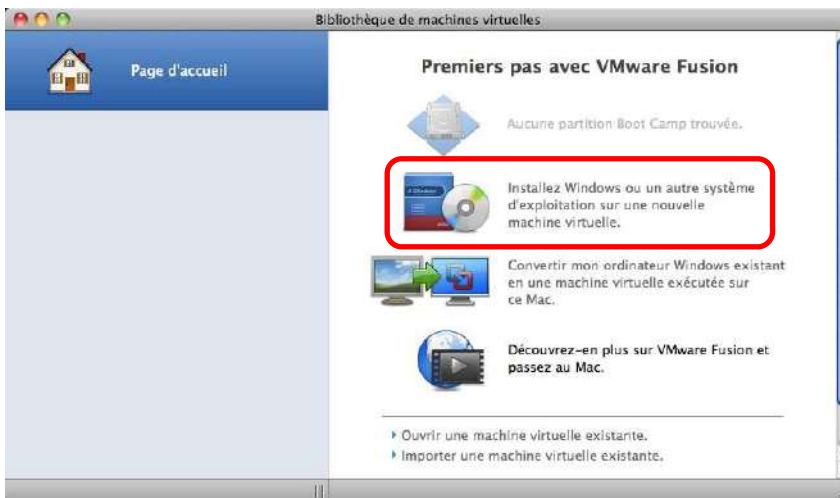 Bibliothèque de machines virtuelles
Page d'accueil
Premiers pas avec VMware Fusion
Aucune partition Boot Camp trouvée.
Installez Windows ou un autre système
d'exploitation sur une nouvelle
machine virtuelle.
Convertir mon ordinateur Windows existant
en une machine virtuelle exécutée sur
ce Mac.
Découvrez-en plus sur VMware Fusion et
passez au Mac.
Ouvrir une machine virtuelle existante.
Importer une machine virtuelle existante.